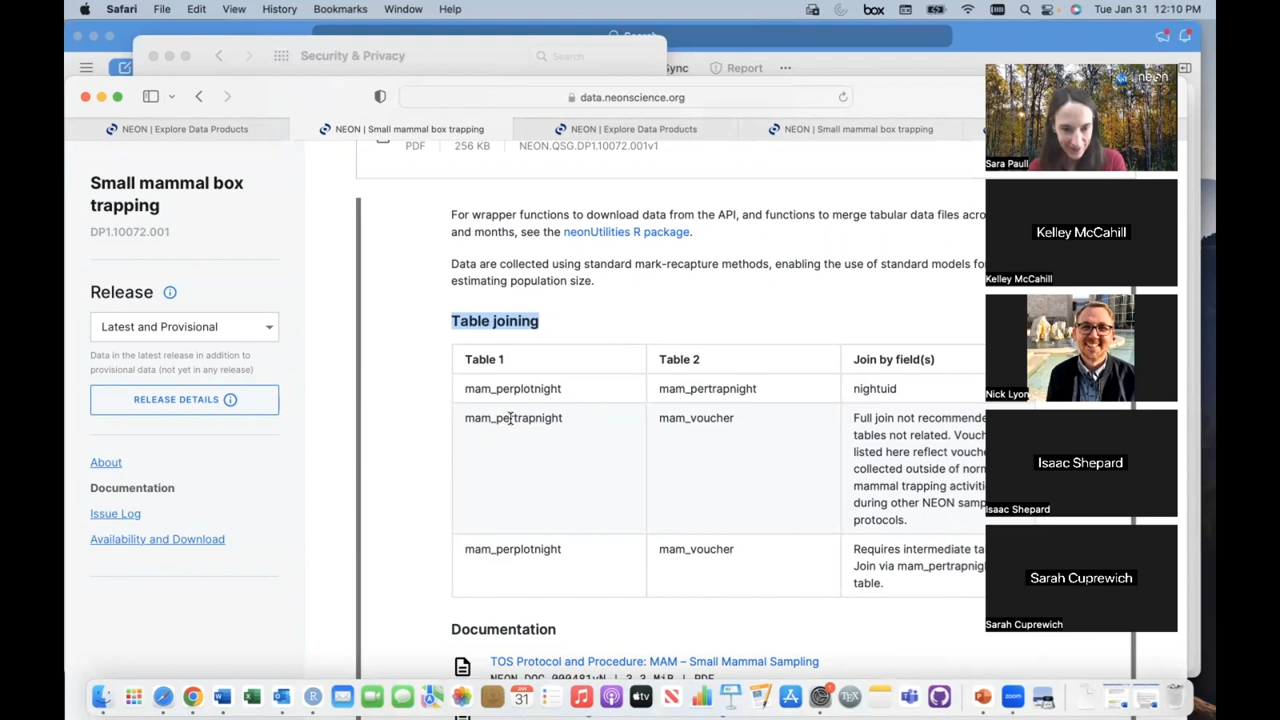 Safari File Edit View History Bookmarks Window Help box Tue Jan 31 12:10 PM
Search
Security & Privacy Search Sync Report
data.neonscience.org
NEON | Explore Data Products NEON | Small mammal box trapping NEON | Explore Data Products NEON | Small mammal box trapping
PDF 256 KB NEON.QSG.DP1.10072.001v1
Small mammal box
trapping
DP1.10072.001
Release
Latest and Provisional
Data in the latest release in addition to
provisional data (not yet in any release)
RELEASE DETAILS
About
Documentation
Issue Log
Availability and Download
For wrapper functions to download data from the API, and functions to merge tabular data files
and months, see the neonUtilities R package.
Data are collected using standard mark-recapture methods, enabling the use of standard models
estimating population size.
Table joining
Table 1 Table 2 Join by field(s)
mam_perplotnight mam_pertrapnight nightuid
mam_pertrapnight mam_voucher Full join not recommende
tables not related. Vouc
listed here reflect vouche
collected outside of norm
mammal trapping activiti
during other NEON samp
protocols.
mam_perplotnight mam_voucher Requires intermediate ta
Join via mam_pertrapnig
table.
Documentation
TOS Protocol and Procedure: MAM – Small Mammal Sampling
neon
Sara Paull
Kelley McCahill
Kelley McCahill
Nick Lyon
Isaac Shepard
Isaac Shepard
Sarah Cuprewich
Sarah Cuprewich
JAN
31
tv
zoom